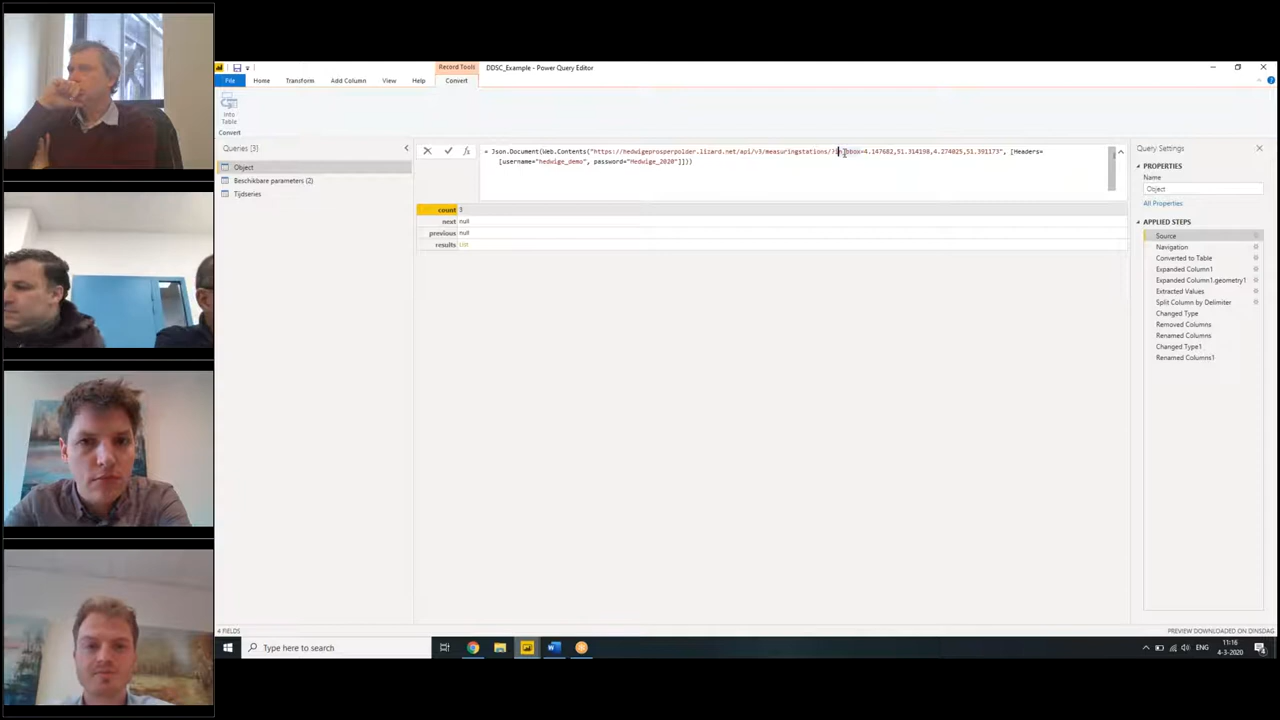 Record Tools
DDSC_Example - Power Query Editor
File
Home
Transform
Add Column
View
Help
Convert
Into
Table
Convert
Queries [3]
Object
Beschikbare parameters (2)
Tijdseries
= Json.Document(Web.Contents("https://hedwigeprosperpolder.lizard.net/api/v3/measuringstations/?in_bbox=4.147682,51.314198,4.274025,51.391173", [Headers=
[username="hedwige_demo", password="Hedwige_2020"]]))
count 3
next null
previous null
results List
Query Settings
PROPERTIES
Name
Object
All Properties
APPLIED STEPS
Source
Navigation
Converted to Table
Expanded Column1
Expanded Column1.geometry1
Extracted Values
Split Column by Delimiter
Changed Type
Removed Columns
Renamed Columns
Changed Type1
Renamed Columns1
4 FIELDS
PREVIEW DOWNLOADED ON DINSDAG
Type here to search
ENG
11:16
4-3-2020